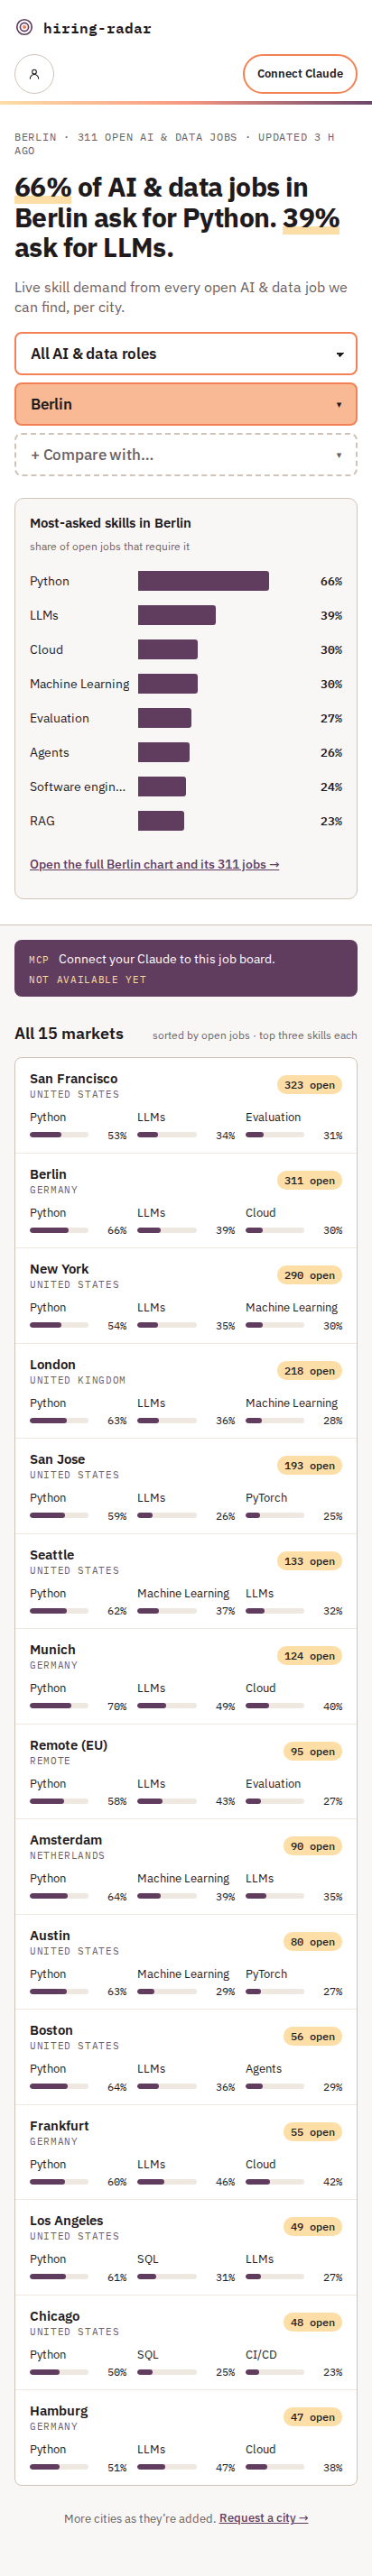 hiring-radar
Connect Claude
BERLIN · 311 OPEN AI & DATA JOBS · UPDATED 3 H
AGO
66% of AI & data jobs in
Berlin ask for Python. 39%
ask for LLMs.
Live skill demand from every open AI & data job we
can find, per city.
All AI & data roles
Berlin
+ Compare with...
Most-asked skills in Berlin
share of open jobs that require it
Python 66%
LLMs 39%
Cloud 30%
Machine Learning 30%
Evaluation 27%
Agents 26%
Software engin... 24%
RAG 23%
Open the full Berlin chart and its 311 jobs →
MCP Connect your Claude to this job board.
NOT AVAILABLE YET
All 15 markets sorted by open jobs · top three skills each
San Francisco 323 open
UNITED STATES
Python LLMs Evaluation
53% 34% 31%
Berlin 311 open
GERMANY
Python LLMs Cloud
66% 39% 30%
New York 290 open
UNITED STATES
Python LLMs Machine Learning
54% 35% 30%
London 218 open
UNITED KINGDOM
Python LLMs Machine Learning
63% 36% 28%
San Jose 193 open
UNITED STATES
Python LLMs PyTorch
59% 26% 25%
Seattle 133 open
UNITED STATES
Python Machine Learning LLMs
62% 37% 32%
Munich 124 open
GERMANY
Python LLMs Cloud
70% 49% 40%
Remote (EU) 95 open
REMOTE
Python LLMs Evaluation
58% 43% 27%
Amsterdam 90 open
NETHERLANDS
Python Machine Learning LLMs
64% 39% 35%
Austin 80 open
UNITED STATES
Python Machine Learning PyTorch
63% 29% 27%
Boston 56 open
UNITED STATES
Python LLMs Agents
64% 36% 29%
Frankfurt 55 open
GERMANY
Python LLMs Cloud
60% 46% 42%
Los Angeles 49 open
UNITED STATES
Python SQL LLMs
61% 31% 27%
Chicago 48 open
UNITED STATES
Python SQL CI/CD
50% 25% 23%
Hamburg 47 open
GERMANY
Python LLMs Cloud
51% 47% 38%
More cities as they're added. Request a city →